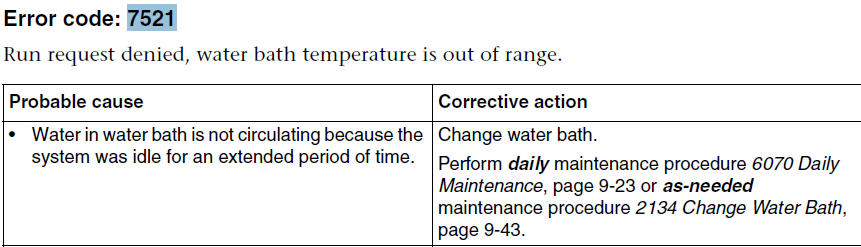 Error code: 7521
Run request denied, water bath temperature is out of range.
Probable cause
Corrective action
• Water in water bath is not circulating because the
system was idle for an extended period of time.
Change water bath.
Perform daily maintenance procedure 6070 Daily
Maintenance, page 9-23 or as-needed
maintenance procedure 2134 Change Water Bath,
page 9-43.